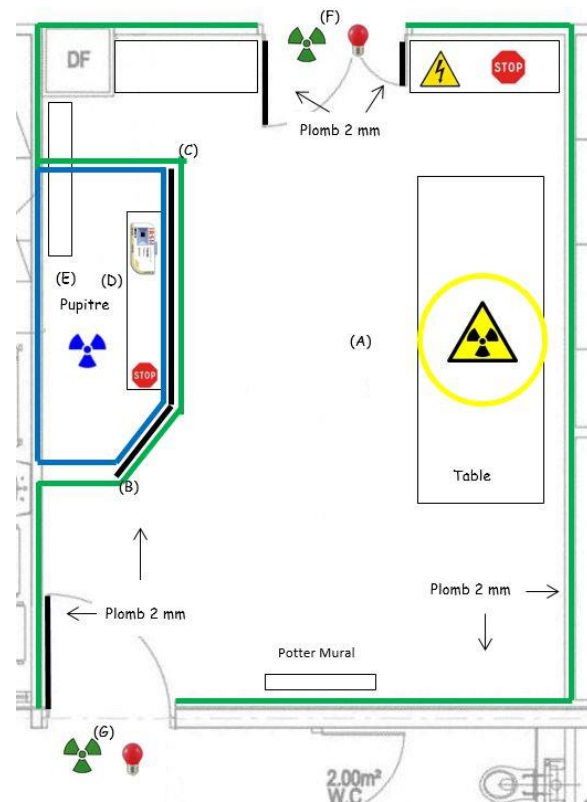 (F)
DF
STOP
Plomb 2 mm
(C)
(E)
(D)
Pupitre
(A)
STOP
Table
(B)
Plomb 2 mm
Plomb 2 mm
Potter Mural
(G)
2.00m²
W.C